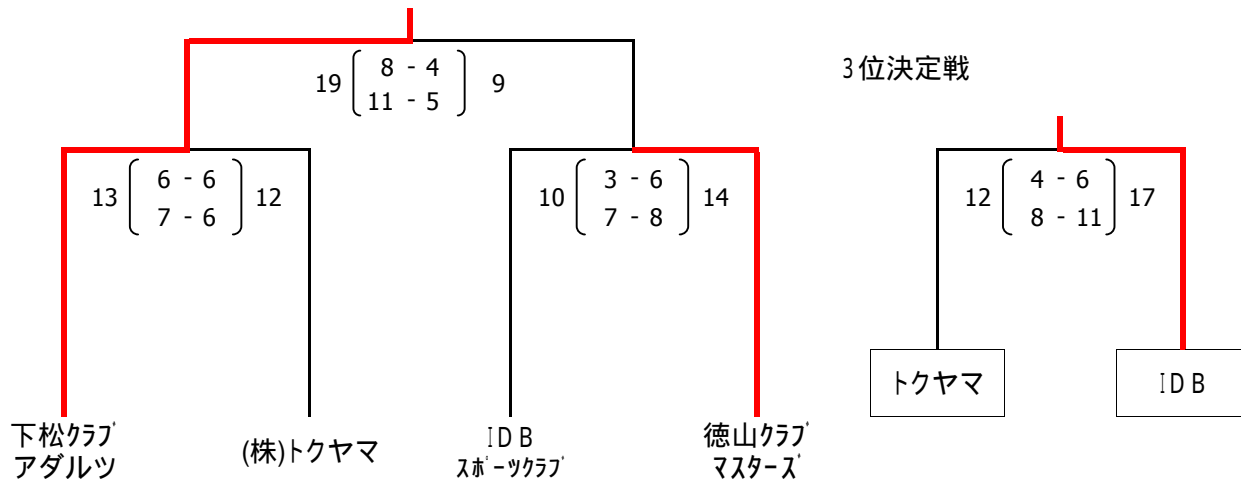 19 8 - 4 9
11 - 5
3位決定戦
13 6 - 6 12
7 - 6
10 3 - 6 14
7 - 8
12 4 - 6 17
8 - 11
トクヤマ
IDB
下松ｸﾗﾌﾞ
アダルツ
(株)トクヤマ
IDB
ｽﾎﾟｰﾂｸﾗﾌﾞ
徳山ｸﾗﾌﾞ
ﾏｽﾀｰｽﾞ